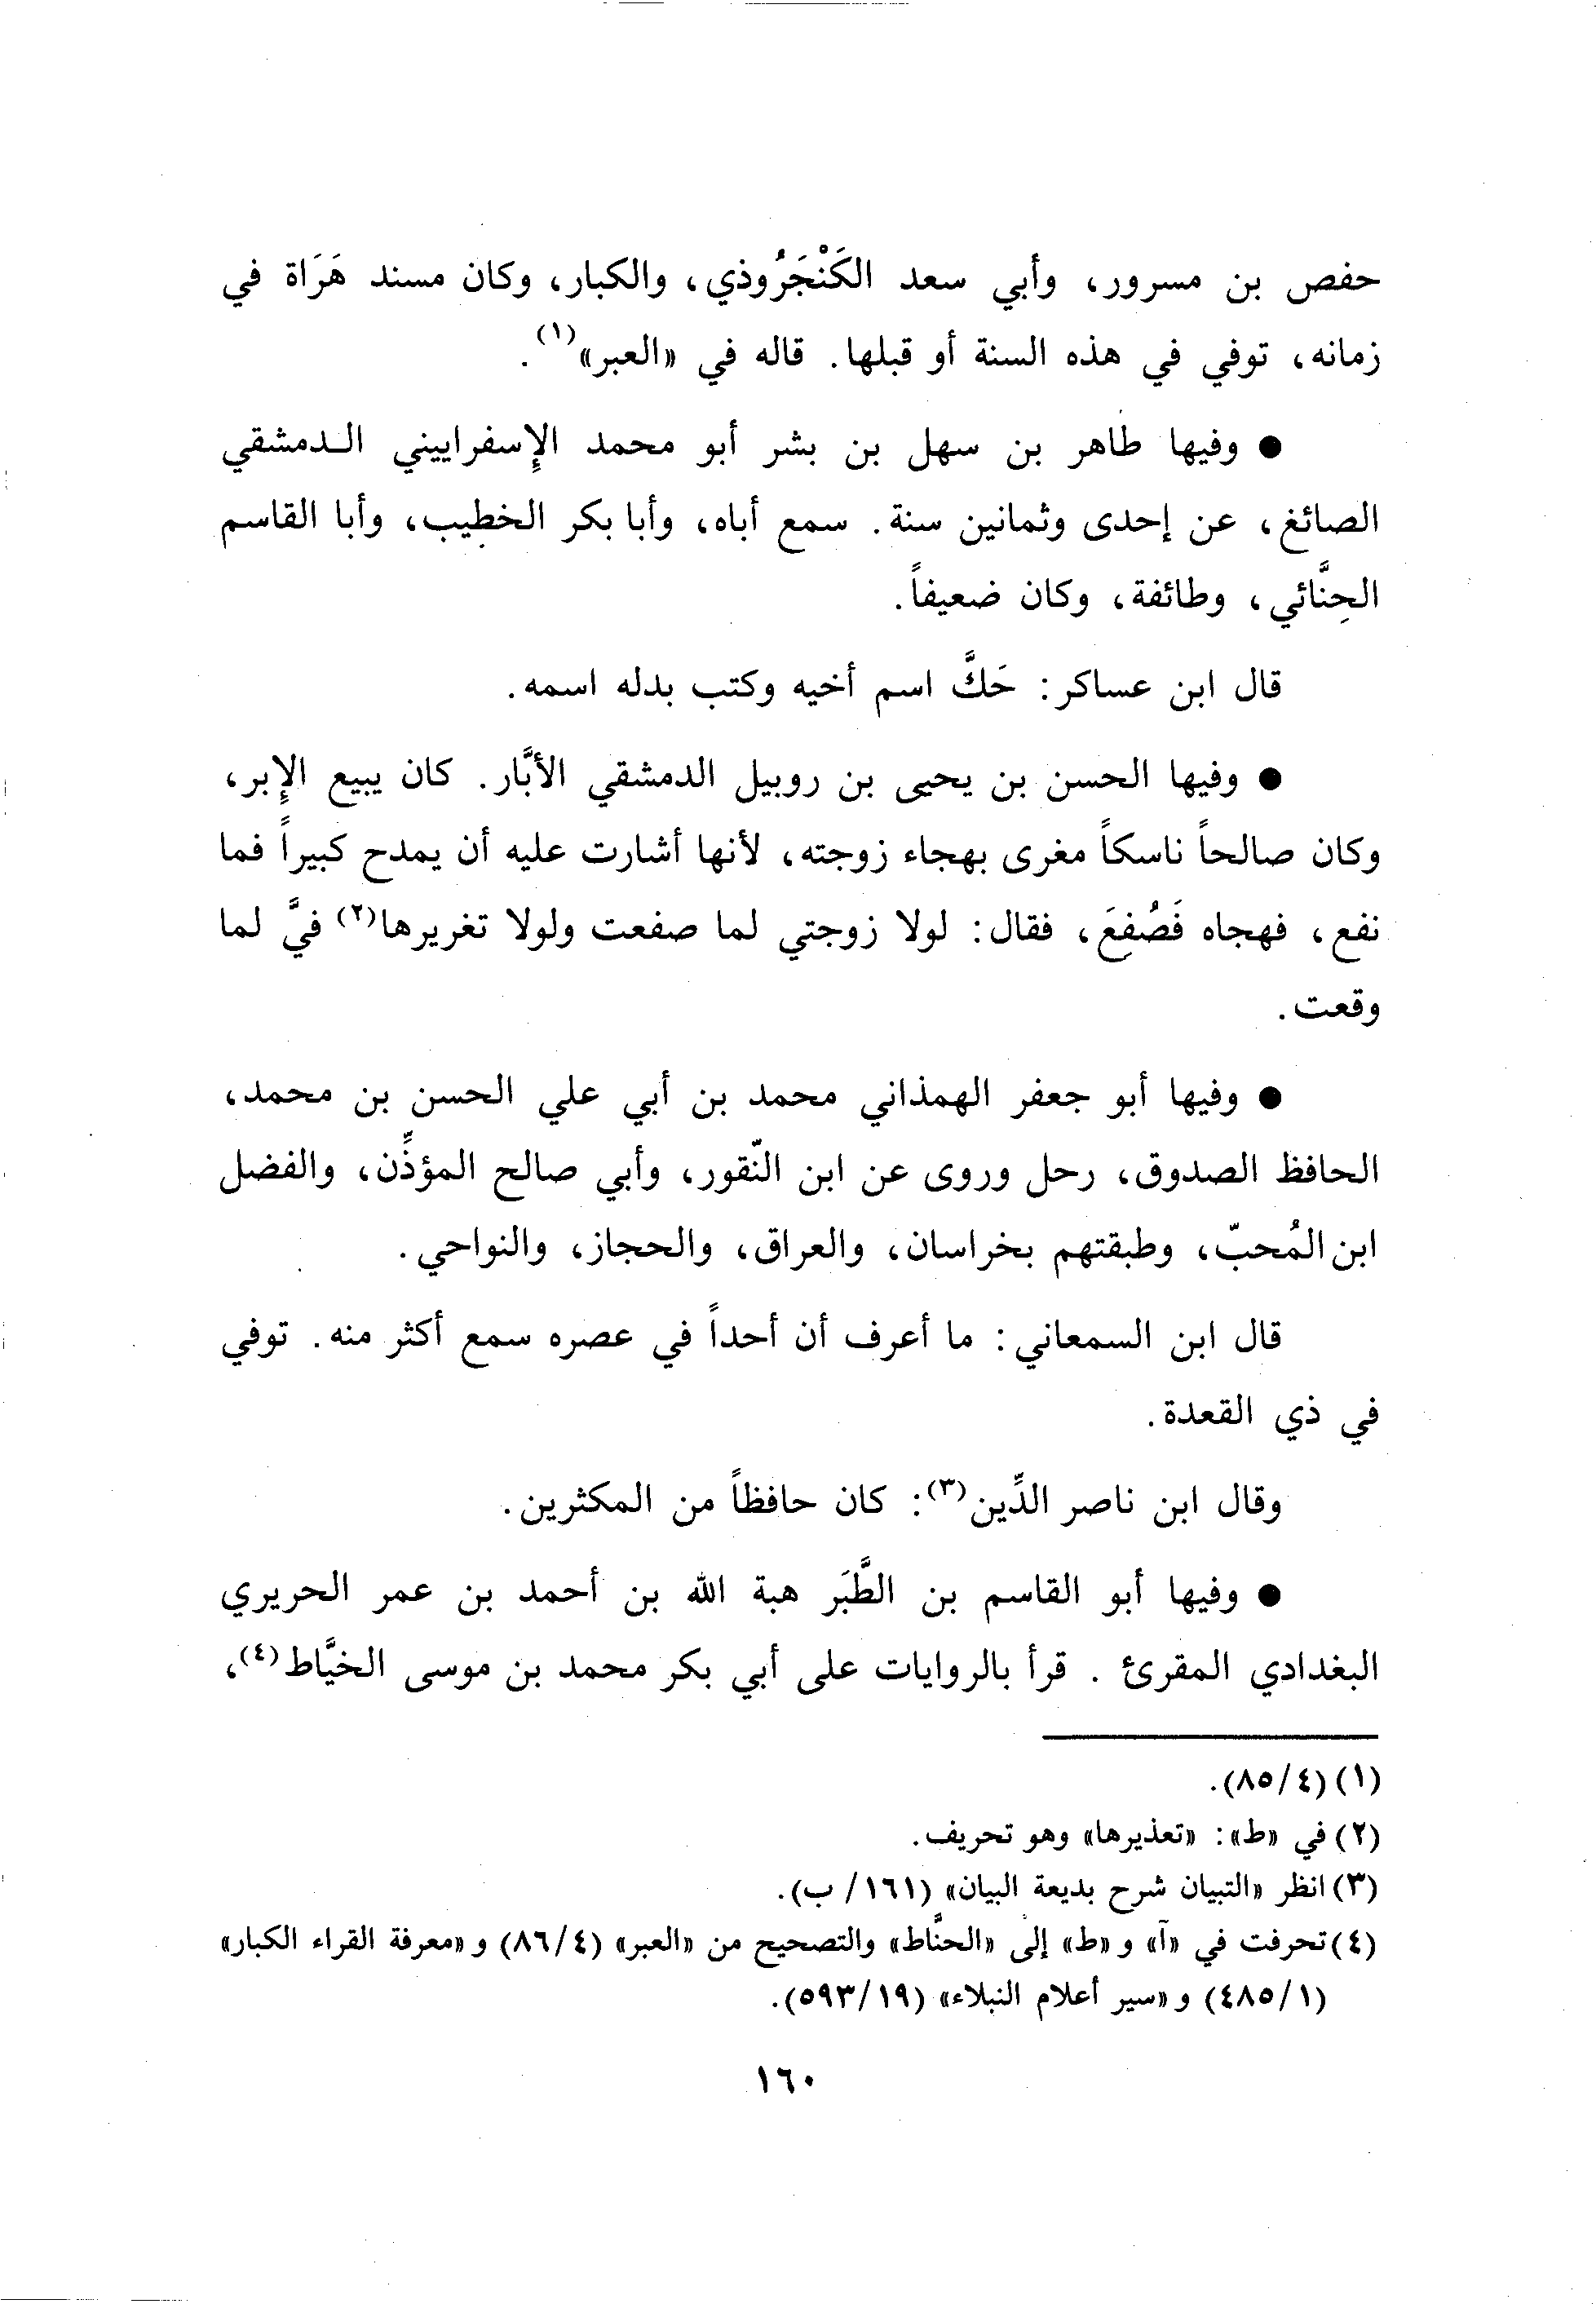 حفص بن مسرور، وأبي سعد الكَنْجَرُوذي، والكبار، وكان مسند هَرَاة في
زمانه، توفي في هذه السنة أو قبلها. قاله في «العبر»(١).
● وفيها طاهر بن سهل بن بشر أبو محمد الإِسفراييني الـدمشقي
الصائغ، عن إحدى وثمانين سنة. سمع أباه، وأبا بكر الخطيب، وأبا القاسم
الحِنَّائي، وطائفة، وكان ضعيفاً.
قال ابن عساكر: حَكَّ اسم أخيه وكتب بدله اسمه.
● وفيها الحسن بن يحيى بن روبيل الدمشقي الأبَّار. كان يبيع الإِبر،
وكان صالحاً ناسكاً مغرى بهجاء زوجته، لأنها أشارت عليه أن يمدح كبيراً فما
نفع، فهجاه فَصُفِعَ، فقال: لولا زوجتي لما صفعت ولولا تغريرها(٢) فيَّ لما
وقعت.
● وفيها أبو جعفر الهمذاني محمد بن أبي علي الحسن بن محمد،
الحافظ الصدوق، رحل وروى عن ابن النّقور، وأبي صالح المؤذِّن، والفضل
ابن المُحبّ، وطبقتهم بخراسان، والعراق، والحجاز، والنواحي.
قال ابن السمعاني: ما أعرف أن أحداً في عصره سمع أكثر منه. توفي
في ذي القعدة.
وقال ابن ناصر الدِّين(٣): كان حافظاً من المكثرين.
● وفيها أبو القاسم بن الطَّبَر هبة الله بن أحمد بن عمر الحريري
البغدادي المقرئ. قرأ بالروايات على أبي بكر محمد بن موسى الخيَّاط(٤)،
(١) (٨٥/٤).
(٢) في «ط»: «تعذيرها» وهو تحريف.
(٣) انظر «التبيان شرح بديعة البيان» (١٦١/ ب).
(٤) تحرفت في «آ» و «ط» إلى «الحنَّاط» والتصحيح من «العبر» (٨٦/٤) و «معرفة القراء الكبار»
(٤٨٥/١) و «سير أعلام النبلاء» (٥٩٣/١٩).
١٦٠